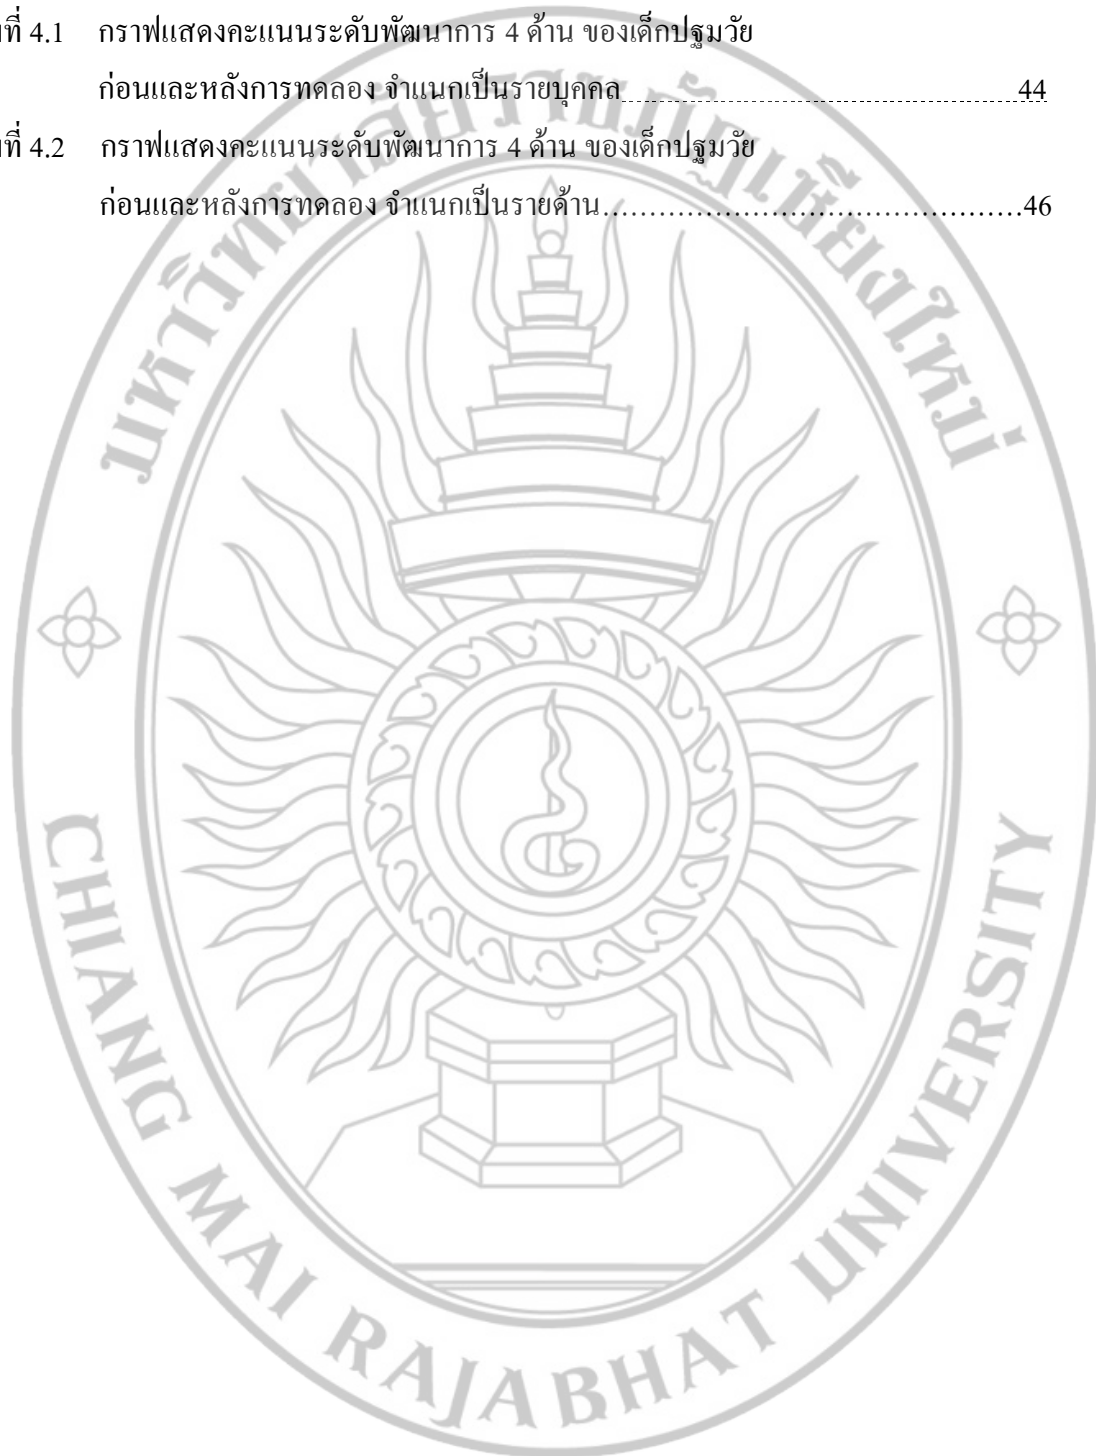 ที่ 4.1 กราฟแสดงคะแนนระดับพัฒนาการ 4 ด้าน ของเด็กปฐมวัย
ก่อนและหลังการทดลอง จำแนกเป็นรายบุคคล 44
ที่ 4.2 กราฟแสดงคะแนนระดับพัฒนาการ 4 ด้าน ของเด็กปฐมวัย
ก่อนและหลังการทดลอง จำแนกเป็นรายด้าน..............................................46
มหาวิทยาลัยราชภัฏเชียงใหม่
CHIANG MAI RAJABHAT UNIVERSITY